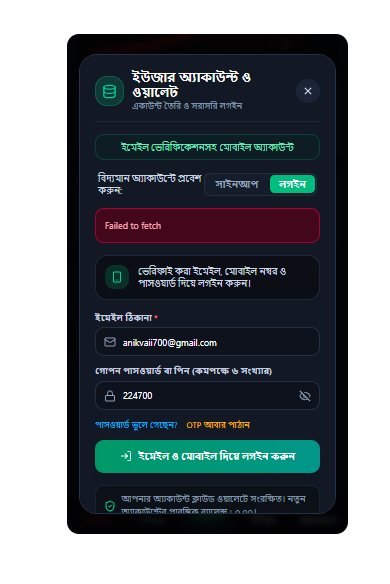 ইউজার অ্যাকাউন্ট ও
ওয়ালেট
একাউন্ট তৈরি ও সরাসরি লগইন
ইমেইল ভেরিফিকেশনসহ মোবাইল অ্যাকাউন্ট
বিদ্যমান অ্যাকাউন্টে প্রবেশ
করুন:
সাইনআপ
লগইন
Failed to fetch
ভেরিফাই করা ইমেইল, মোবাইল নম্বর ও
পাসওয়ার্ড দিয়ে লগইন করুন।
ইমেইল ঠিকানা *
anikvaii700@gmail.com
গোপন পাসওয়ার্ড বা পিন (কমপক্ষে ৬ সংখ্যার)
224700
পাসওয়ার্ড ভুলে গেছেন?
OTP আবার পাঠান
ইমেইল ও মোবাইল দিয়ে লগইন করুন
আপনার অ্যাকাউন্ট ক্লাউড ওয়ালেটে সংরক্ষিত। নতুন
অ্যাকাউন্টের প্রারম্ভিক ব্যালেন্স